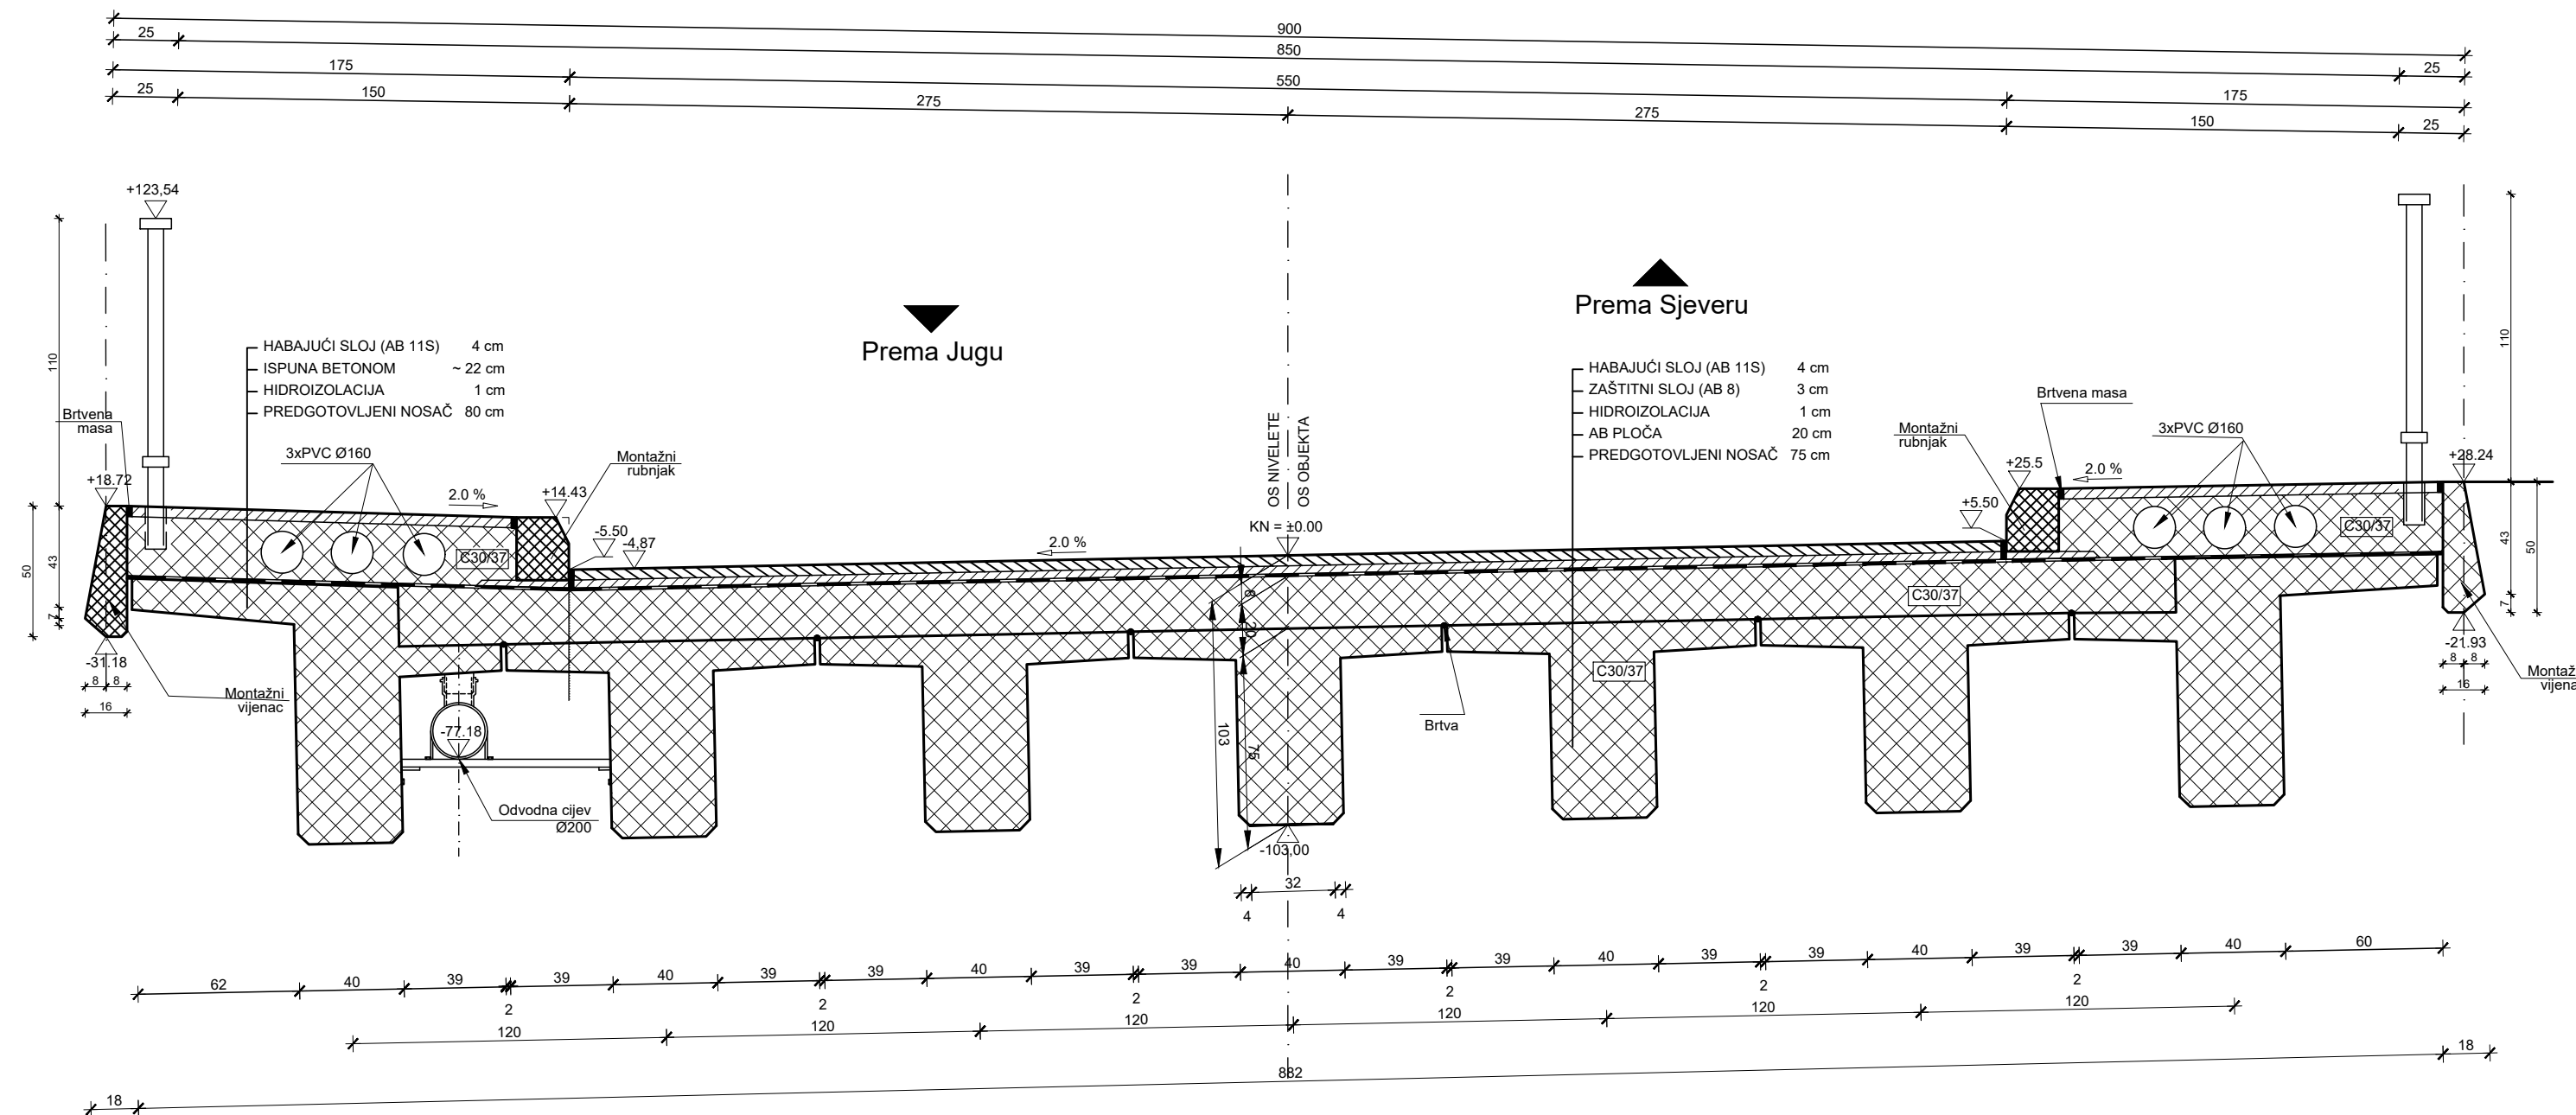 900
25
850
175
550
25
25
150
275
275
175
150
25
+123,54
110
110
Prema Sjeveru
Prema Jugu
HABAJUĆI SLOJ (AB 11S) 4 cm
ISPUNA BETONOM ~ 22 cm
HIDROIZOLACIJA 1 cm
PREDGOTOVLJENI NOSAČ 80 cm
HABAJUĆI SLOJ (AB 11S) 4 cm
ZAŠTITNI SLOJ (AB 8) 3 cm
HIDROIZOLACIJA 1 cm
AB PLOČA 20 cm
PREDGOTOVLJENI NOSAČ 75 cm
Brtvena
masa
3xPVC Ø160
Montažni
rubnjak
OS NIVELETE
OS OBJEKTA
Montažni
rubnjak
Brtvena masa
3xPVC Ø160
+18.72
2.0 %
+14.43
-5.50
-4,87
KN = ±0.00
2.0 %
+25.5
+5.50
2.0 %
+28.24
C30/37
C30/37
C30/37
C30/37
50
43
7
43
50
7
8
20
103
75
-31.18
8
8
16
Montažni
vijenac
-77.18
Odvodna cijev
Ø200
Brtva
-103,00
-21.93
8
8
16
Montaž
vijena
32
4
4
62
40
39
39
40
39
39
40
39
39
40
39
39
40
39
39
40
39
39
40
60
2
2
2
2
2
2
120
120
120
120
120
120
18
882
18